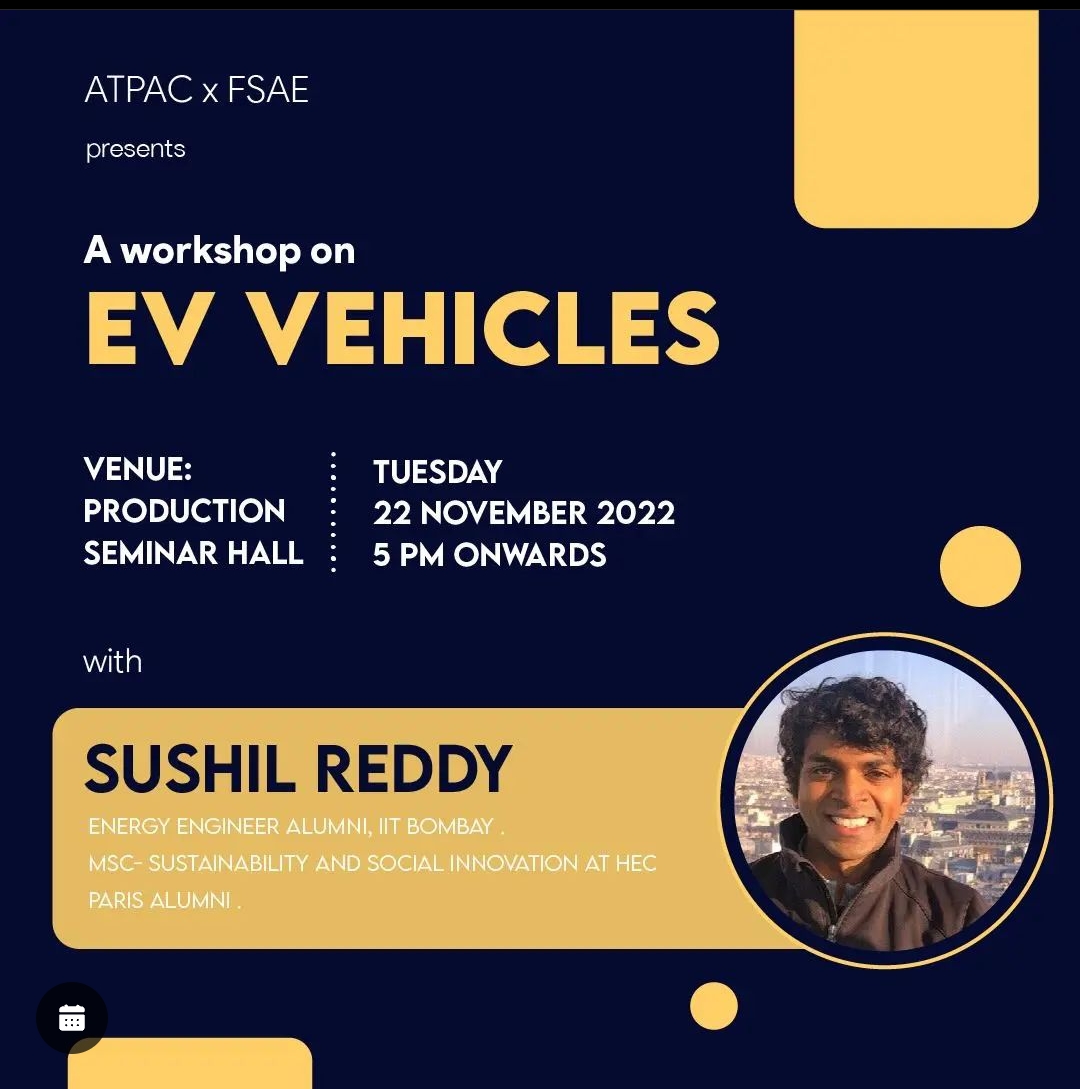 ATPAC x FSAE
presents
A workshop on
EV VEHICLES
VENUE:
PRODUCTION
SEMINAR HALL
TUESDAY
22 NOVEMBER 2022
5 PM ONWARDS
with
SUSHIL REDDY
ENERGY ENGINEER ALUMNI, IIT BOMBAY .
MSC- SUSTAINABILITY AND SOCIAL INNOVATION AT HEC
PARIS ALUMNI .